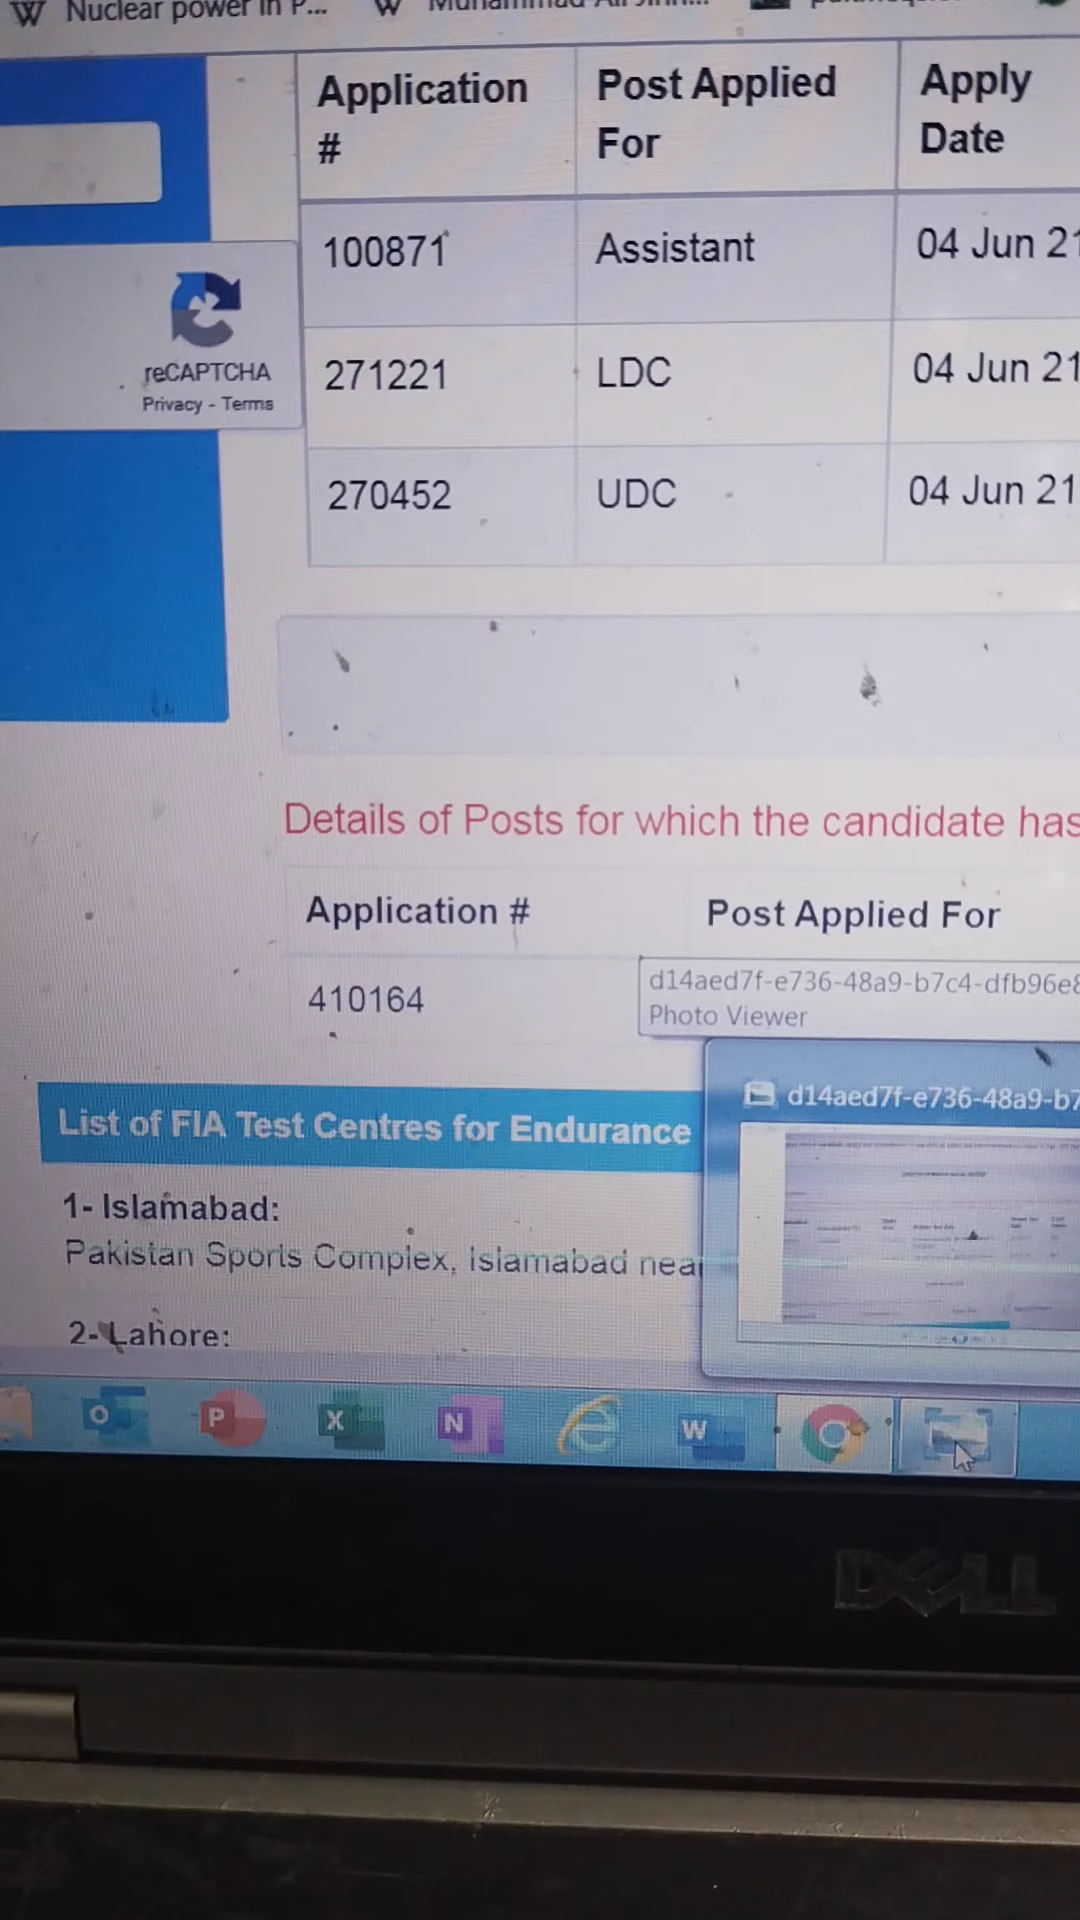 Nuclear power in P...
Application # Post Applied For Apply Date
100871 Assistant 04 Jun 21
271221 LDC 04 Jun 21
270452 UDC 04 Jun 21
reCAPTCHA
Privacy - Terms
Details of Posts for which the candidate has
Application # Post Applied For
410164
d14aed7f-e736-48a9-b7c4-dfb96e8
Photo Viewer
d14aed7f-e736-48a9-b7
List of FIA Test Centres for Endurance
1- Islamabad:
Pakistan Sports Complex, Islamabad near
2- Lahore:
DELL